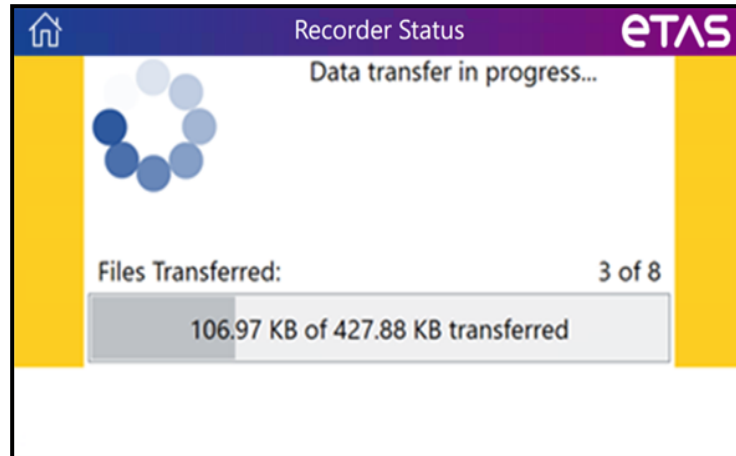 Recorder Status
eTAS
Data transfer in progress...
Files Transferred: 3 of 8
106.97 KB of 427.88 KB transferred